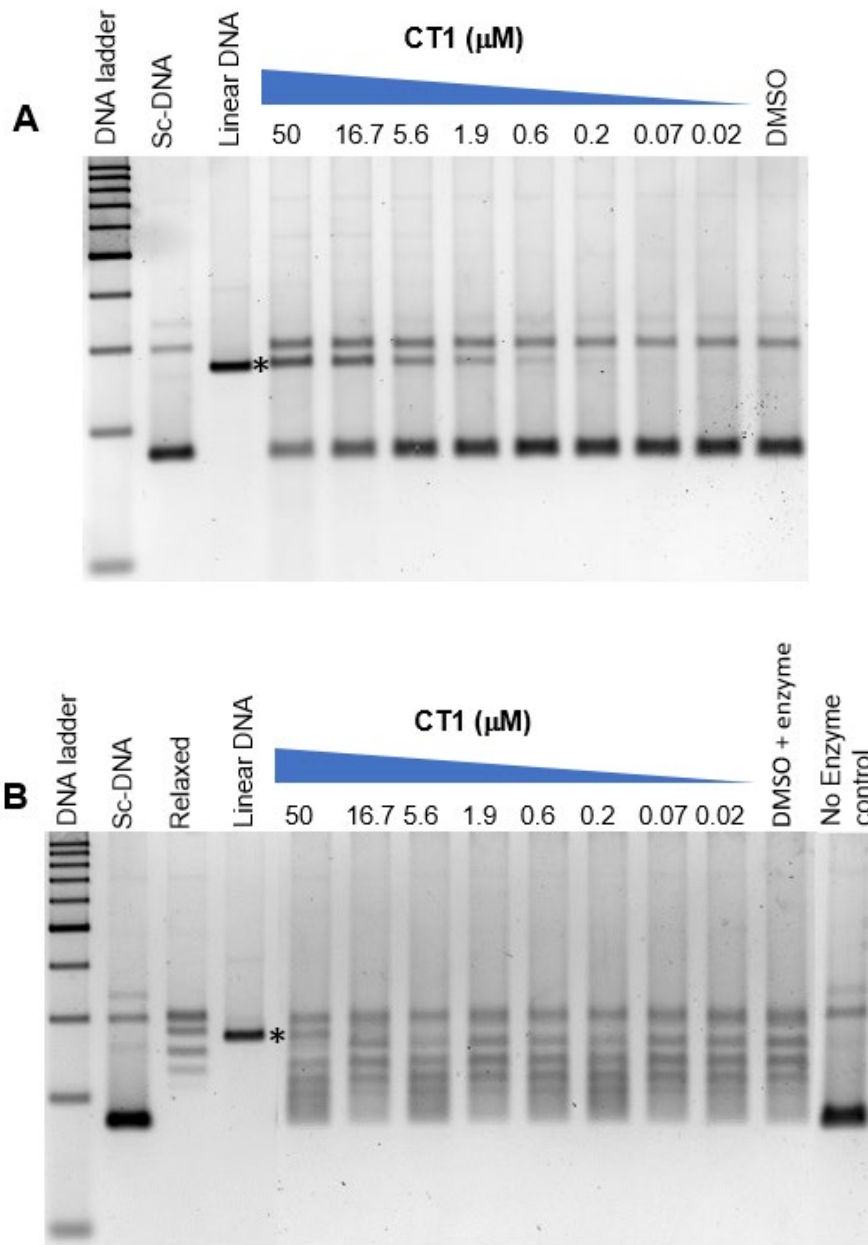 CT1 (µM)
A
DNA ladder
Sc-DNA
Linear DNA
50 16.7 5.6 1.9 0.6 0.2 0.07 0.02
DMSO
*
CT1 (µM)
B
DNA ladder
Sc-DNA
Relaxed
Linear DNA
50 16.7 5.6 1.9 0.6 0.2 0.07 0.02
DMSO + enzyme
No Enzyme
control
*